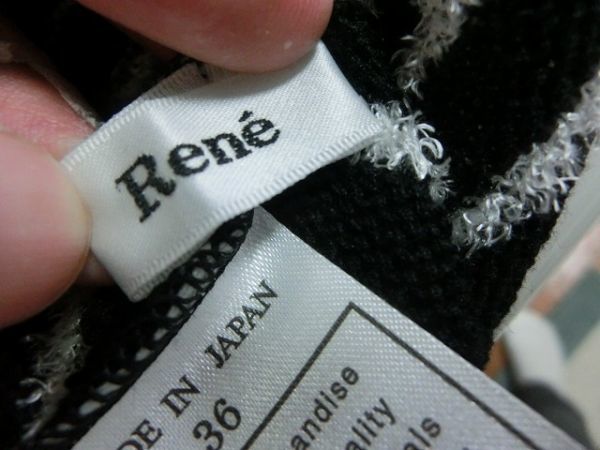 René
DE IN JAPAN
36
andise
ality
als